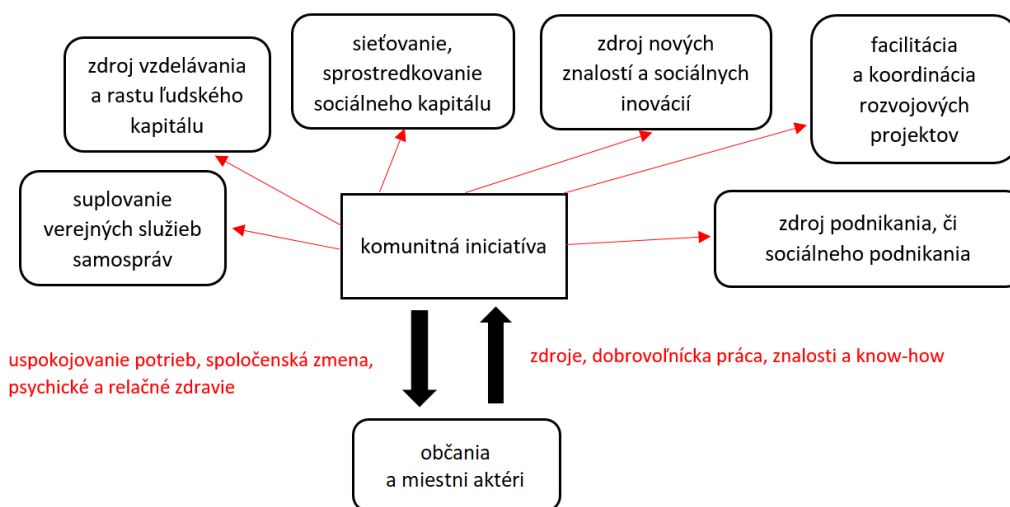 zdroj vzdelávania
a rastu ľudského
kapitálu
sieťovanie,
sprostredkovanie
sociálneho kapitálu
zdroj nových
znalostí a sociálnych
inovácií
facilitácia
a koordinácia
rozvojových
projektov
suplovanie
verejných služieb
samospráv
komunitná iniciatíva
zdroj podnikania, či
sociálneho podnikania
uspokojovanie potrieb, spoločenská zmena,
psychické a relačné zdravie
zdroje, dobrovoľnícka práca, znalosti a know-how
občania
a miestni aktéri